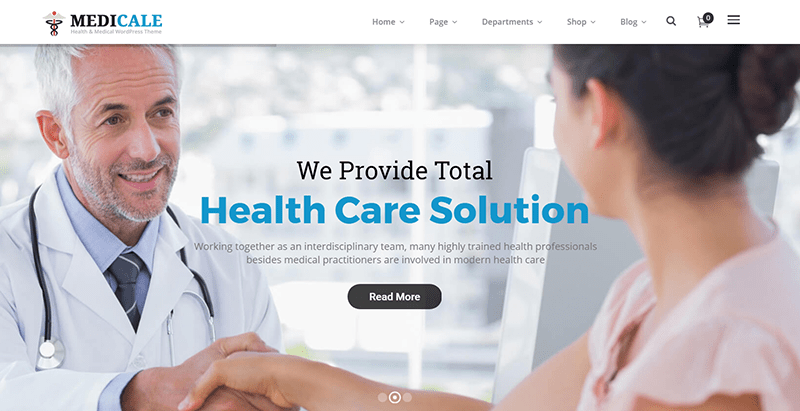 MEDICALE
Health & Medical WordPress Theme
Home Page Departments Shop Blog 0
We Provide Total
Health Care Solution
Working together as an interdisciplinary team, many highly trained health professionals
besides medical practitioners are involved in modern health care
Read More